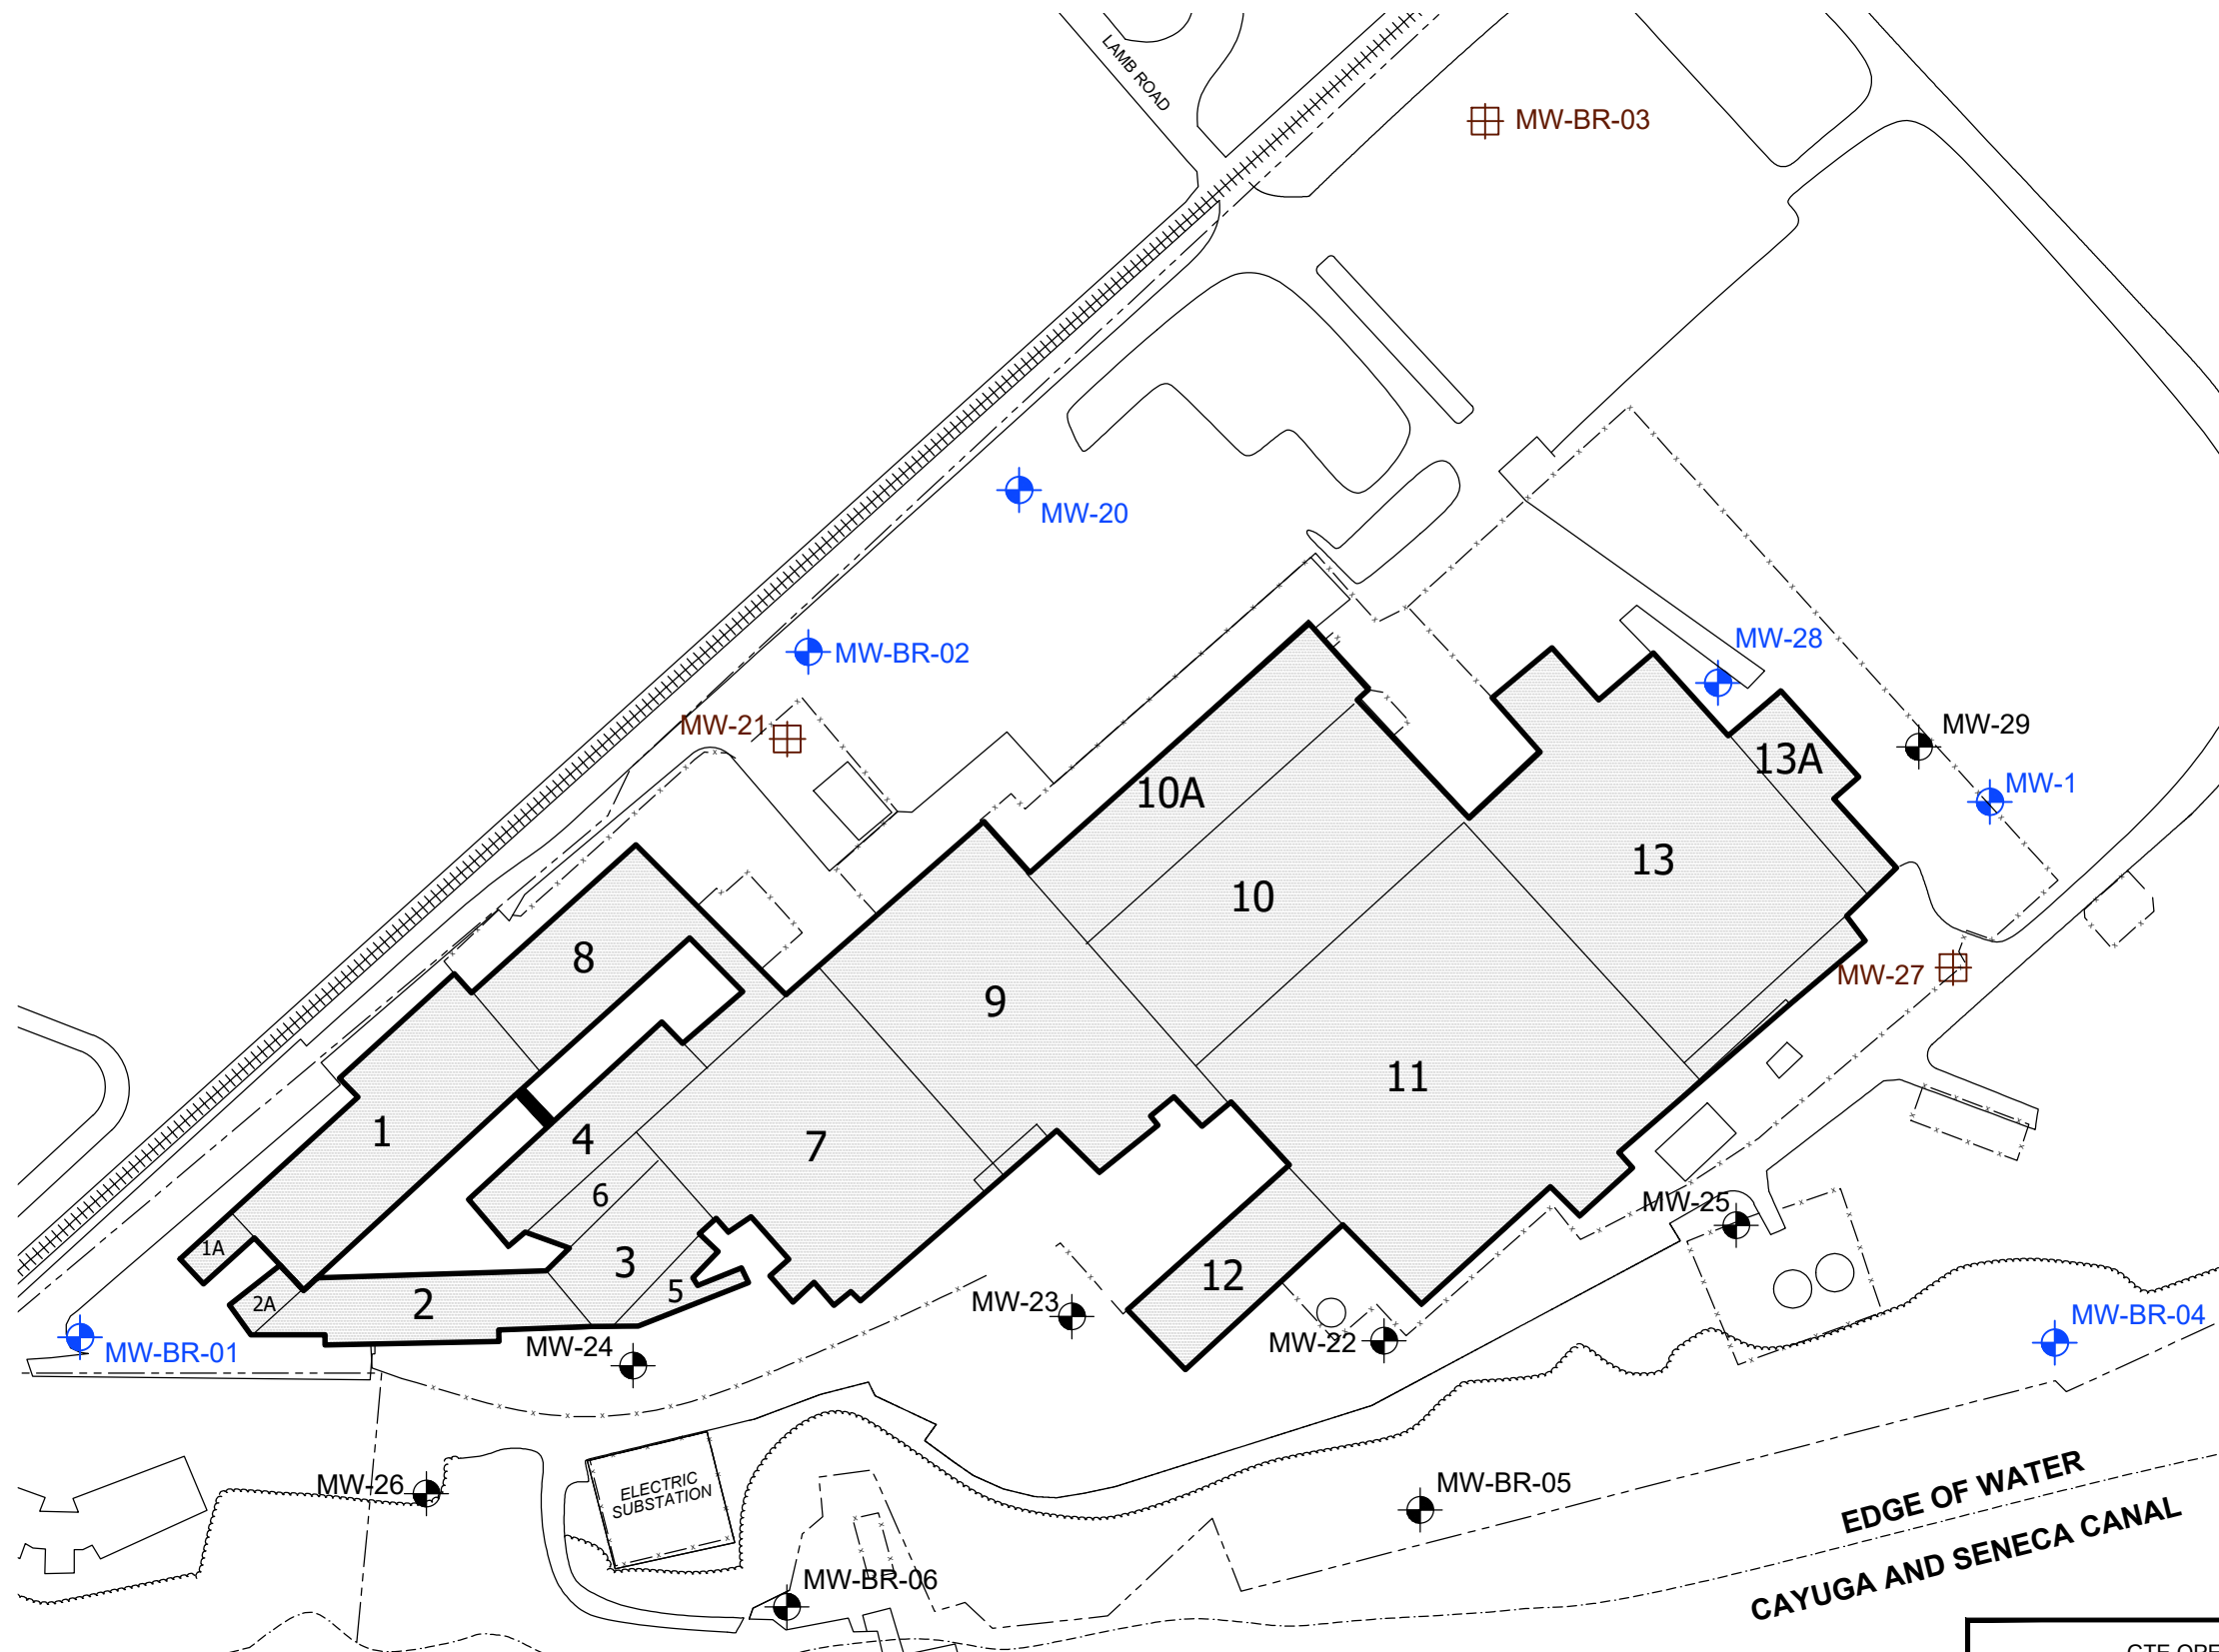 LAMB ROAD
MW-BR-03
MW-20
MW-BR-02
MW-28
MW-21
MW-29
13A
MW-1
10A
13
10
8
MW-27
9
11
1
4
7
6
MW-25
1A
3
12
5
2A
2
MW-23
MW-BR-04
MW-22
MW-24
MW-BR-01
MW-26
ELECTRIC
SUBSTATION
MW-BR-05
EDGE OF WATER
CAYUGA AND SENECA CANAL
MW-BR-06